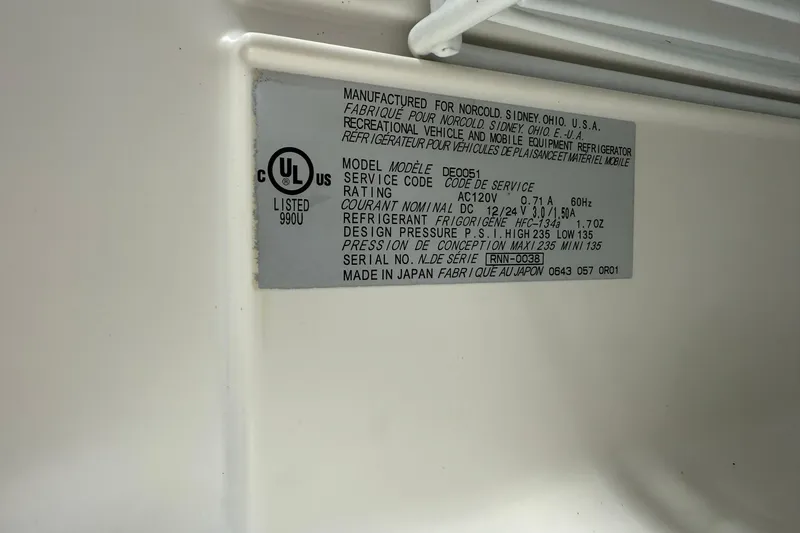 MANUFACTURED FOR NORCOLD. SIDNEY. OHIO. U.S.A.
FABRIQUÉ POUR NORCOLD. SIDNEY. OHIO. E.-U.A.
RECREATIONAL VEHICLE, AND MOBILE EQUIPMENT REFRIGERATOR
RÉFRIGÉRATEUR POUR VÉHICULES DE PLAISANCE ET MATÉRIEL MOBILE
C UL ® US
LISTED
990U
MODEL MODÈLE DE0051
SERVICE CODE CODE DE SERVICE
RATING AC120V 0.71A 60Hz
COURANT NOMINAL DC 12/24V 3.0/1.50A
REFRIGERANT FRIGORIGÈNE HFC-134a 1.7OZ
DESIGN PRESSURE P.S.I. HIGH 235 LOW 135
PRESSION DE CONCEPTION MAXI 235 MINI 135
SERIAL NO. N_DE SÉRIE RNN-0038
MADE IN JAPAN FABRIQUÉ AU JAPON 0643 057 0R01